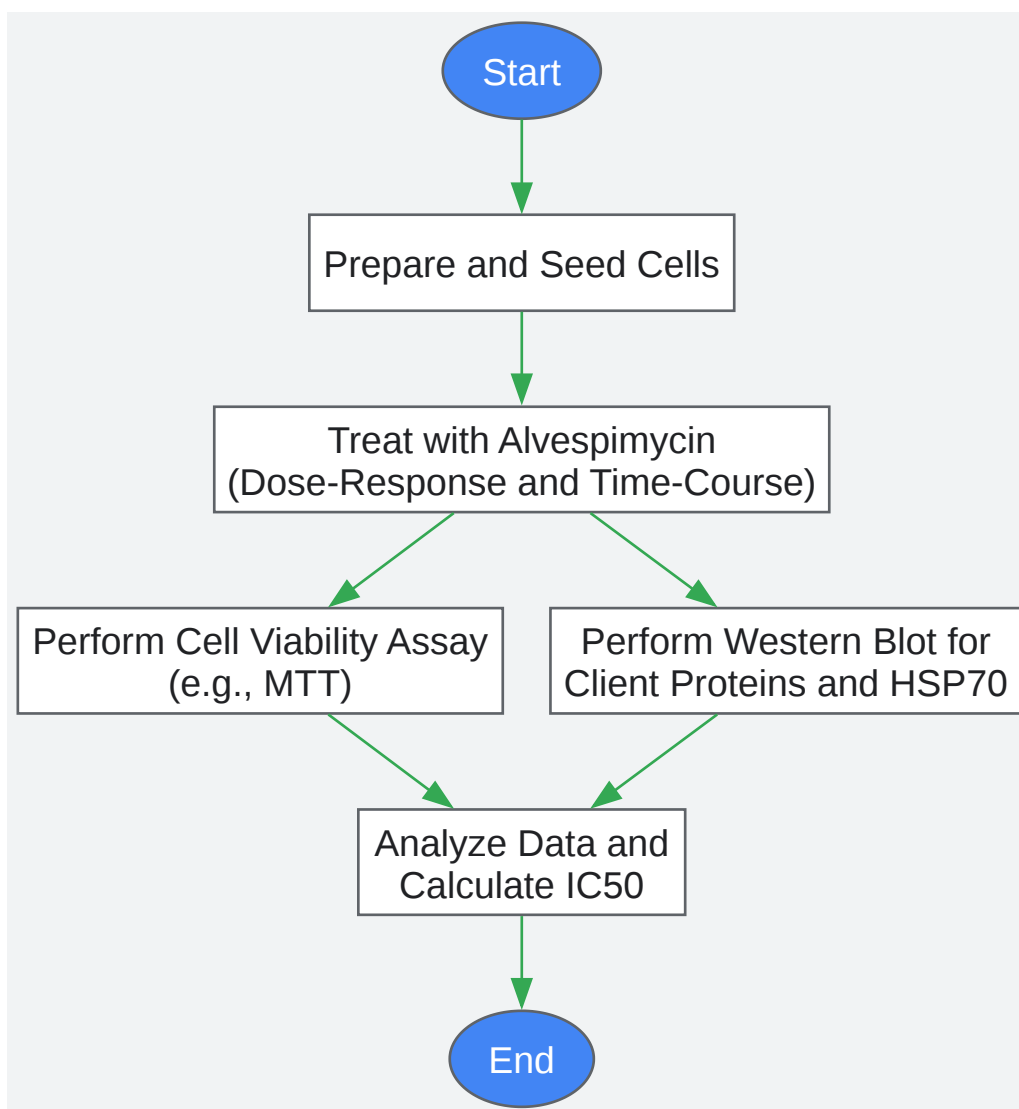 Start
Prepare and Seed Cells
Treat with Alvespimycin
(Dose-Response and Time-Course)
Perform Cell Viability Assay
(e.g., MTT)
Perform Western Blot for
Client Proteins and HSP70
Analyze Data and
Calculate IC50
End